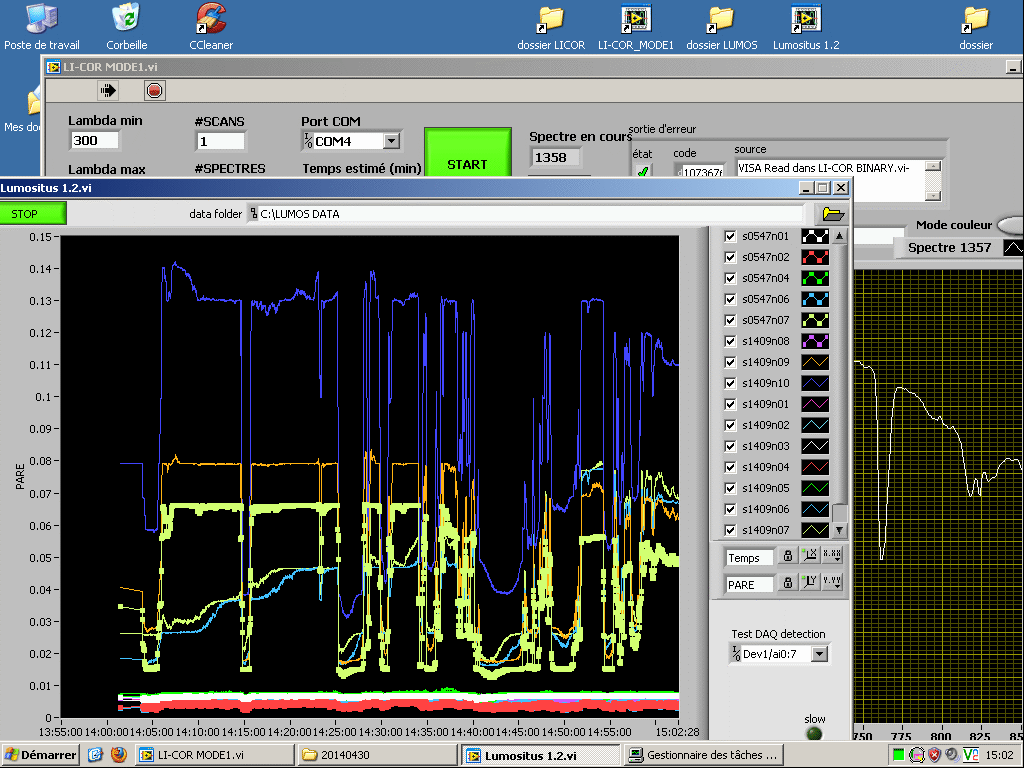 Poste de travail
Corbeille
CCleaner
dossier LICOR
LI-COR_MODE1
dossier LUMOS
Lumositus 1.2
dossier
LI-COR MODE1.vi
Lambda min
#SCANS
Port COM
300
1
COM4
START
Spectre en cours
1358
sortie d'erreur
état
code
source
VISA Read dans LI-COR BINARY.vi-
Lambda max
#SPECTRES
Temps estimé (min)
Lumositus 1.2.vi
STOP
data folder
C:\LUMOS DATA
Mode couleur
Spectre 1357
s0547n01
s0547n02
s0547n04
s0547n06
s0547n07
s1409n08
s1409n09
s1409n10
s1409n01
s1409n02
s1409n03
s1409n04
s1409n05
s1409n06
s1409n07
0.15
0.14
0.13
0.12
0.11
0.1
0.09
0.08
0.07
0.06
0.05
0.04
0.03
0.02
0.01
0
PARE
13:55:00 14:00:00 14:05:00 14:10:00 14:15:00 14:20:00 14:25:00 14:30:00 14:35:00 14:40:00 14:45:00 14:50:00 14:55:00 15:02:28
Temps
PARE
Test DAQ detection
Dev1/ai0:7
slow
750 775 800 825
Démarrer
LI-COR MODE1.vi
20140430
Lumositus 1.2.vi
Gestionnaire des tâches ...
15:02